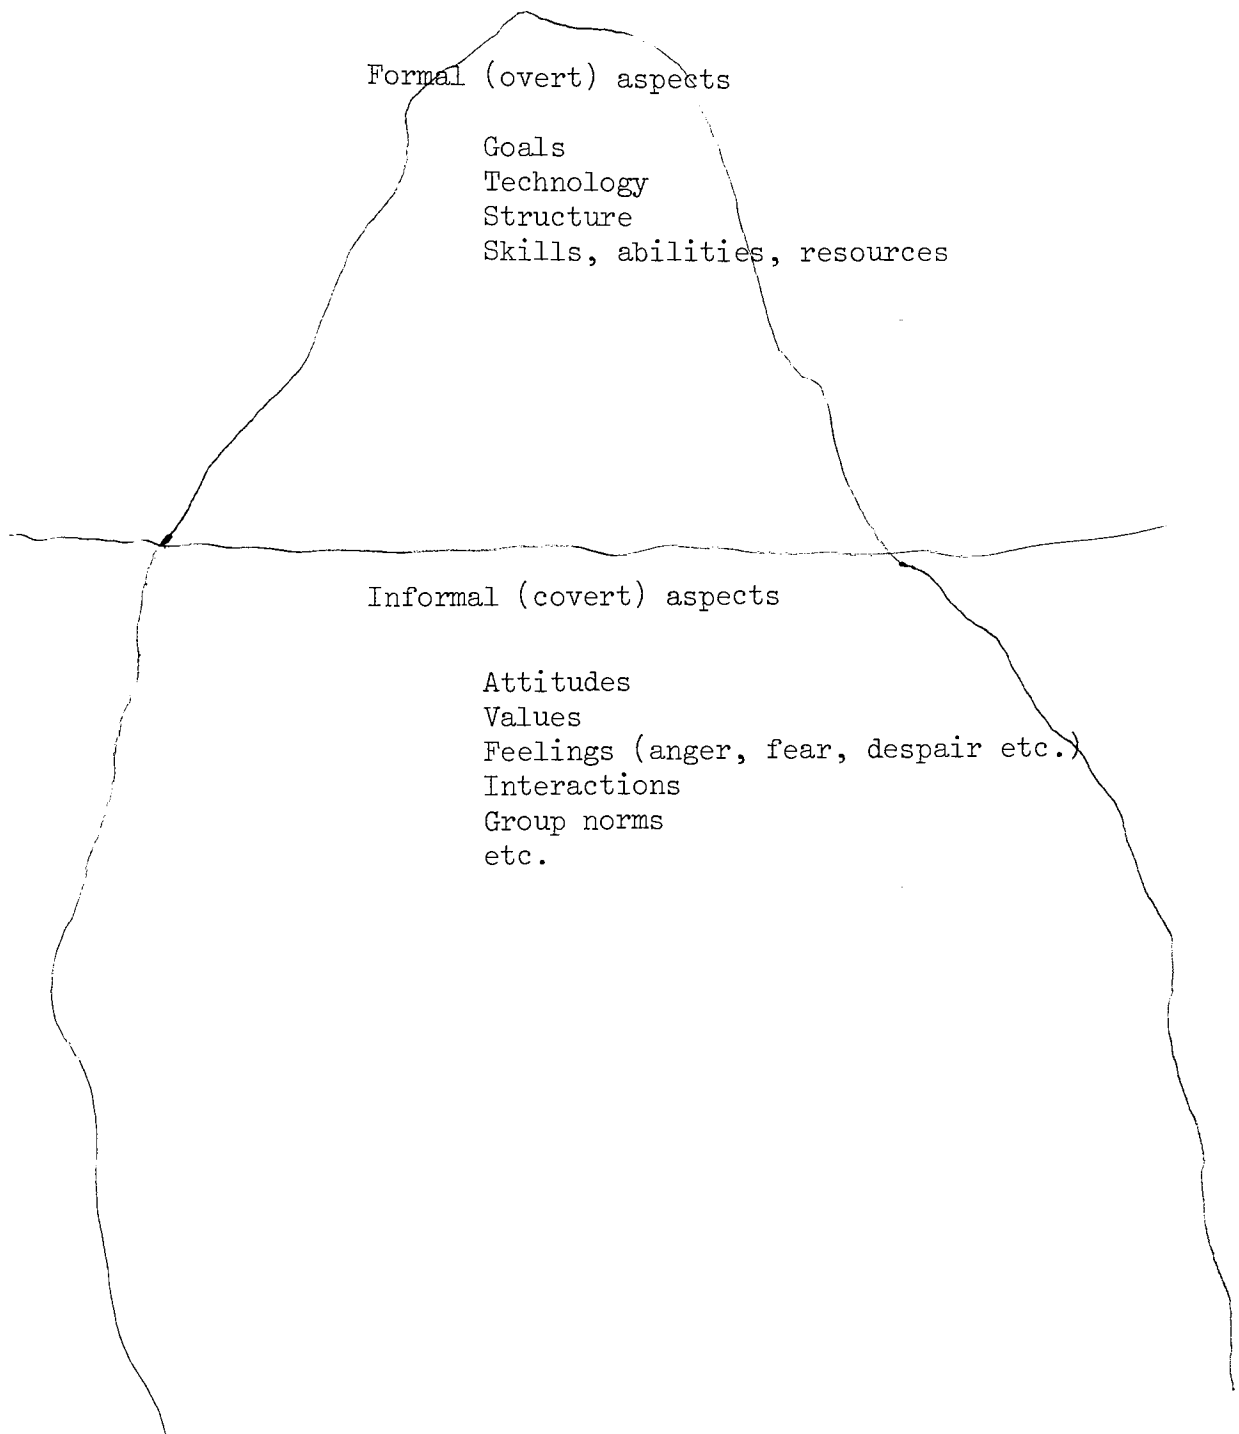 Formal (overt) aspects
Goals
Technology
Structure
Skills, abilities, resources
Informal (covert) aspects
Attitudes
Values
Feelings (anger, fear, despair etc.)
Interactions
Group norms
etc.